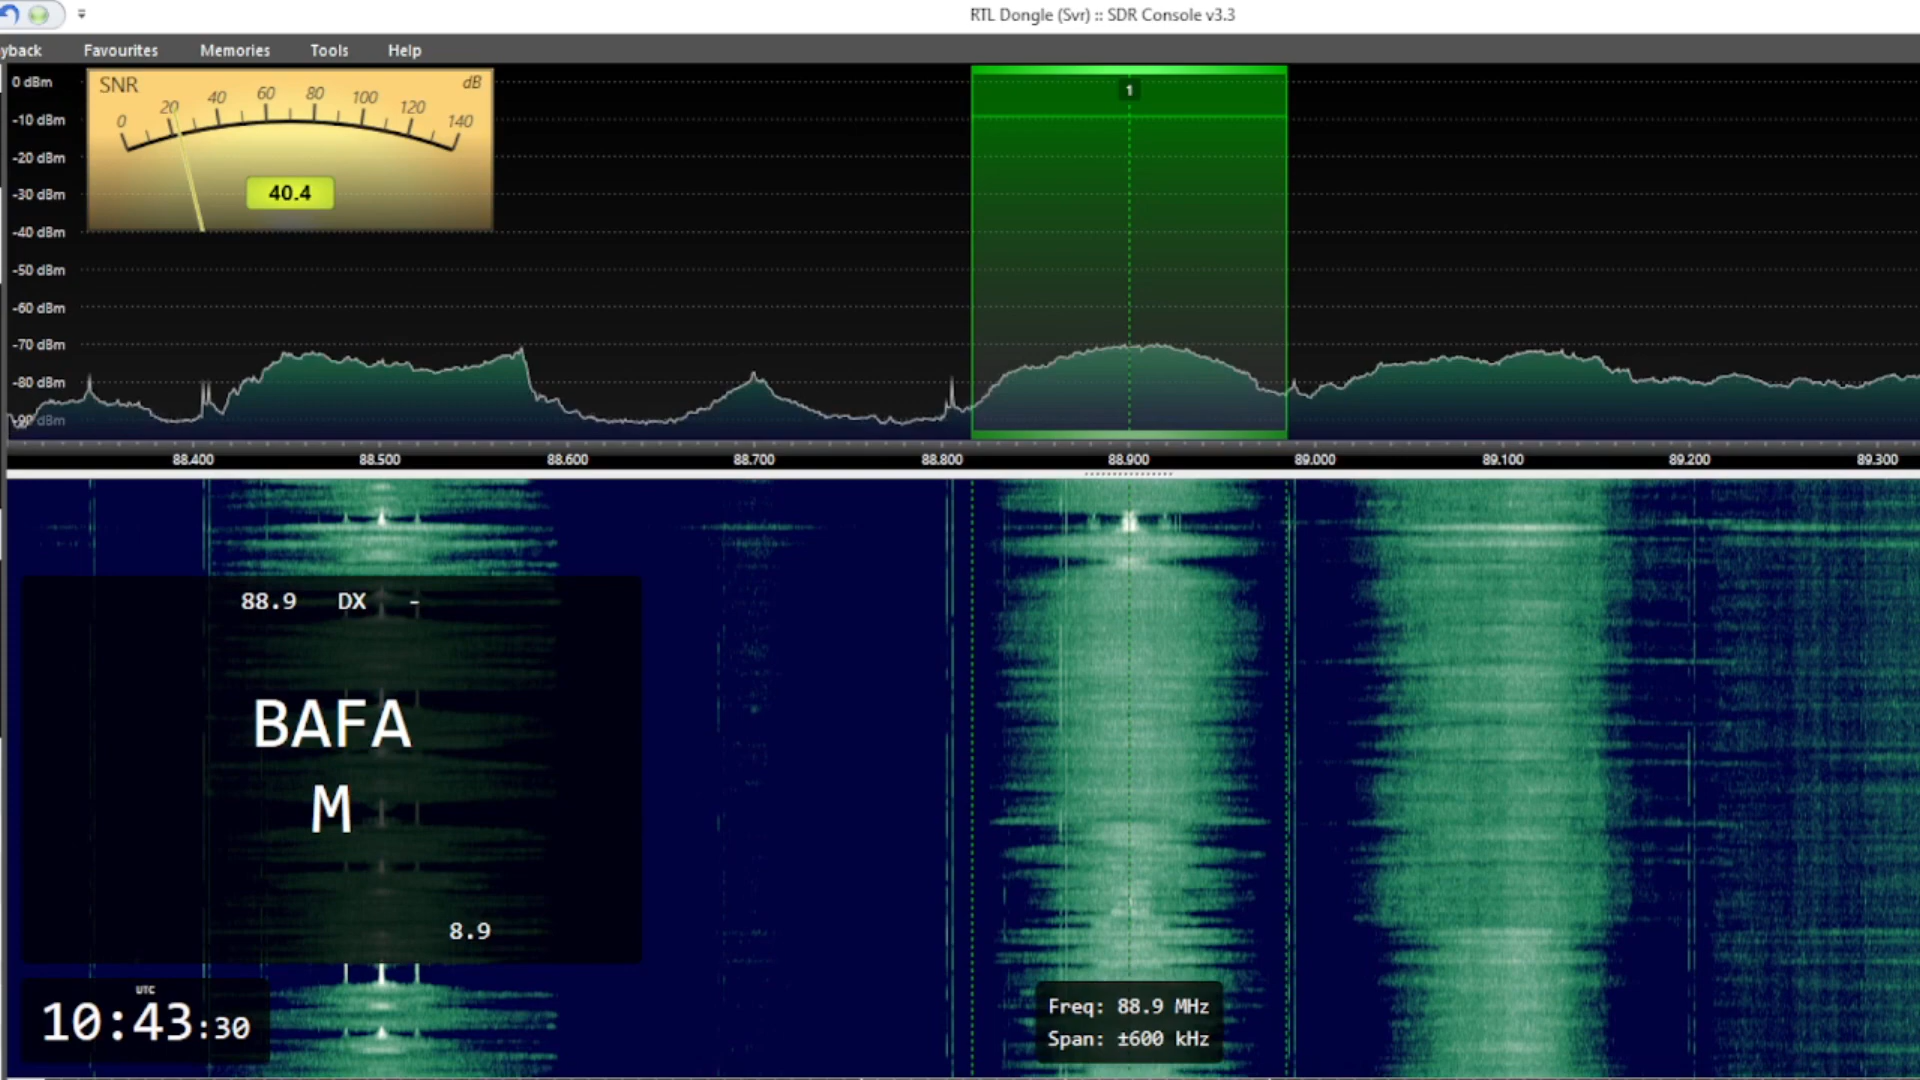 RTL Dongle (Svr) :: SDR Console v3.3
yback Favourites Memories Tools Help
0 dBm
-10 dBm
-20 dBm
-30 dBm
-40 dBm
-50 dBm
-60 dBm
-70 dBm
-80 dBm
-90 dBm
SNR dB
0 20 40 60 80 100 120 140
40.4
1
88.400 88.500 88.600 88.700 88.800 88.900 89.000 89.100 89.200 89.300
88.9 DX -
BAFA
M
8.9
UTC
10:43:30
Freq: 88.9 MHz
Span: ±600 kHz